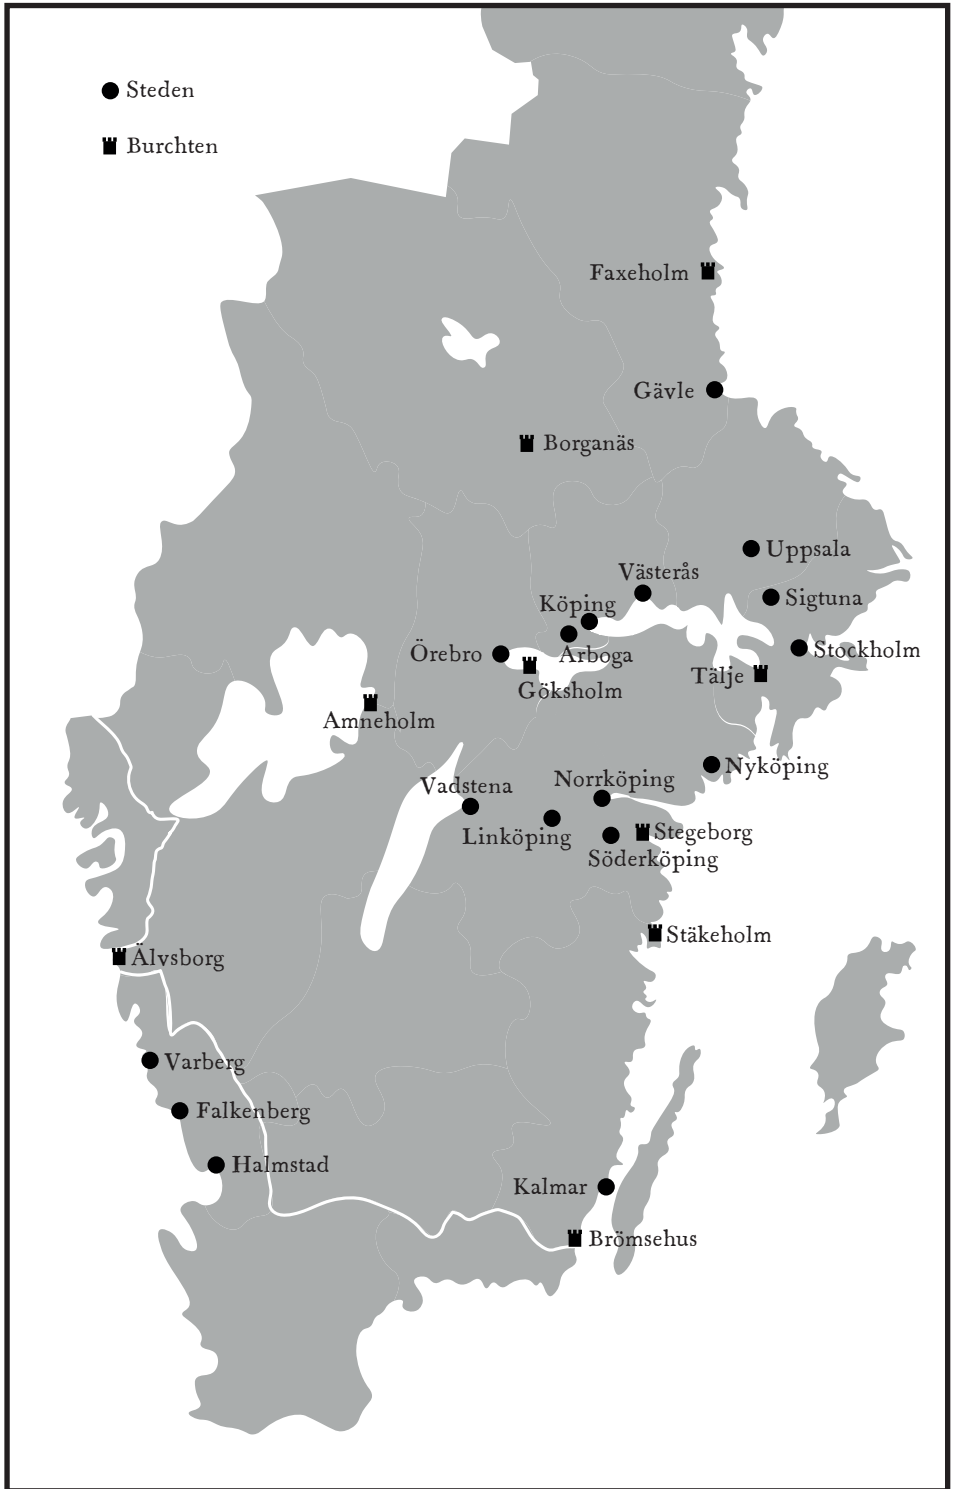 Steden
Burchten
Faxeholm
Gävle
Borganäs
Uppsala
Västerås
Sigtuna
Köping
Stockholm
Örebro
Arboga
Tälje
Göksholm
Amneholm
Nyköping
Norrköping
Vadstena
Stegeborg
Linköping
Söderköping
Stäkeholm
Älvsborg
Varberg
Falkenberg
Halmstad
Kalmar
Brömsehus